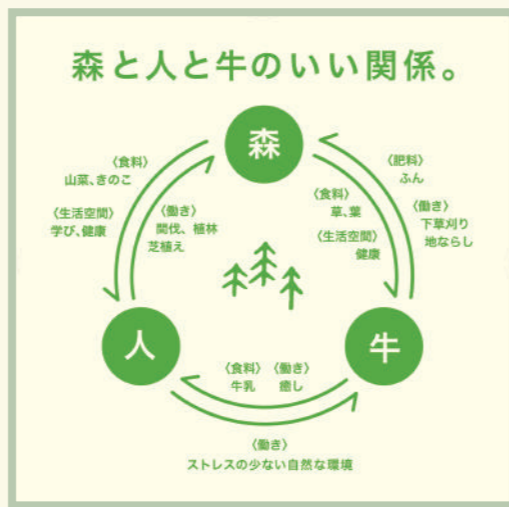 森と人と牛のいい関係。
森
〈食料〉
山菜、きのこ
〈生活空間〉
学び、健康
〈働き〉
間伐、植林
芝植え
〈食料〉
草、葉
〈生活空間〉
健康
〈肥料〉
ふん
〈働き〉
下草刈り
地ならし
人
牛
〈食料〉 〈働き〉
牛乳 癒し
〈働き〉
ストレスの少ない自然な環境